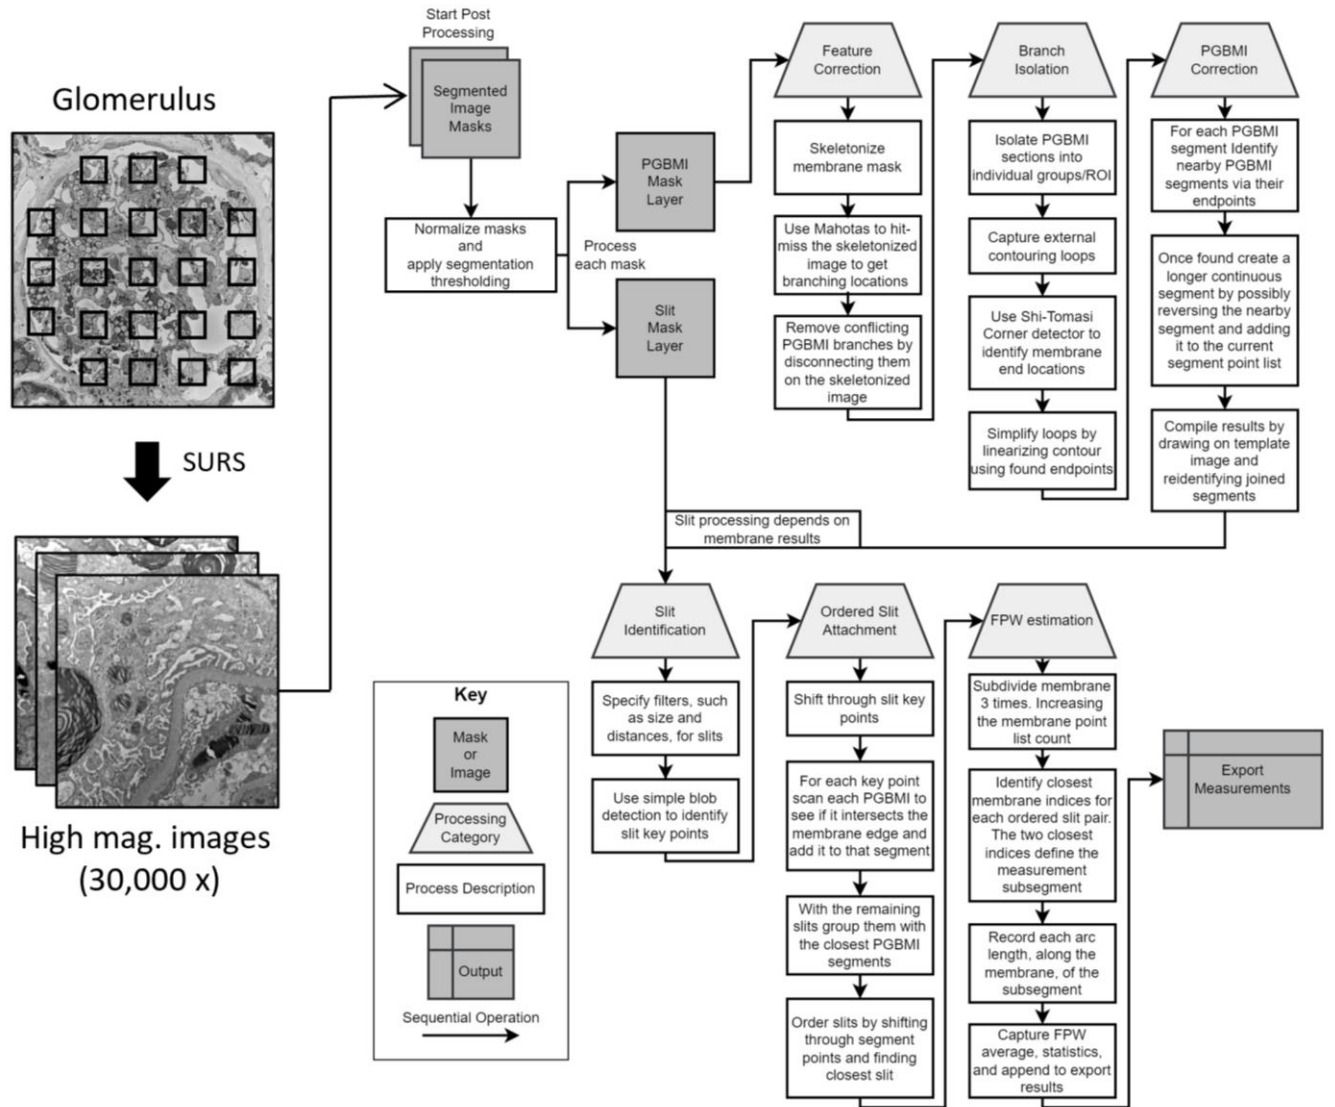 Glomerulus
SURS
High mag. images
(30,000 x)
Start Post
Processing
Segmented
Image
Masks
Normalize masks
and
apply segmentation
thresholding
Process
each mask
PGBMI
Mask
Layer
Slit
Mask
Layer
Feature
Correction
Skeletonize
membrane mask
Use Mahotas to hit-
miss the skeletonized
image to get
branching locations
Remove conflicting
PGBMI branches by
disconnecting them
on the skeletonized
image
Branch
Isolation
Isolate PGBMI
sections into
individual groups/ROI
Capture external
contouring loops
Use Shi-Tomasi
Corner detector to
identify membrane
end locations
Simplify loops by
linearizing contour
using found endpoints
PGBMI
Correction
For each PGBMI
segment Identify
nearby PGBMI
segments via their
endpoints
Once found create a
longer continuous
segment by possibly
reversing the nearby
segment and adding
it to the current
segment point list
Compile results by
drawing on template
image and
reidentifying joined
segments
Slit processing depends on
membrane results
Slit
Identification
Specify filters, such
as size and
distances, for slits
Use simple blob
detection to identify
slit key points
Ordered Slit
Attachment
Shift through slit key
points
For each key point
scan each PGBMI to
see if it intersects the
membrane edge and
add it to that segment
With the remaining
slits group them with
the closest PGBMI
segments
Order slits by shifting
through segment
points and finding
closest slit
FPW estimation
Subdivide membrane
3 times. Increasing
the membrane point
list count
Identify closest
membrane indices for
each ordered slit pair.
The two closest
indices define the
measurement
subsegment
Record each arc
length, along the
membrane, of the
subsegment
Capture FPW
average, statistics,
and append to export
results
Export
Measurements
Key
Mask
or
Image
Processing
Category
Process Description
Output
Sequential Operation